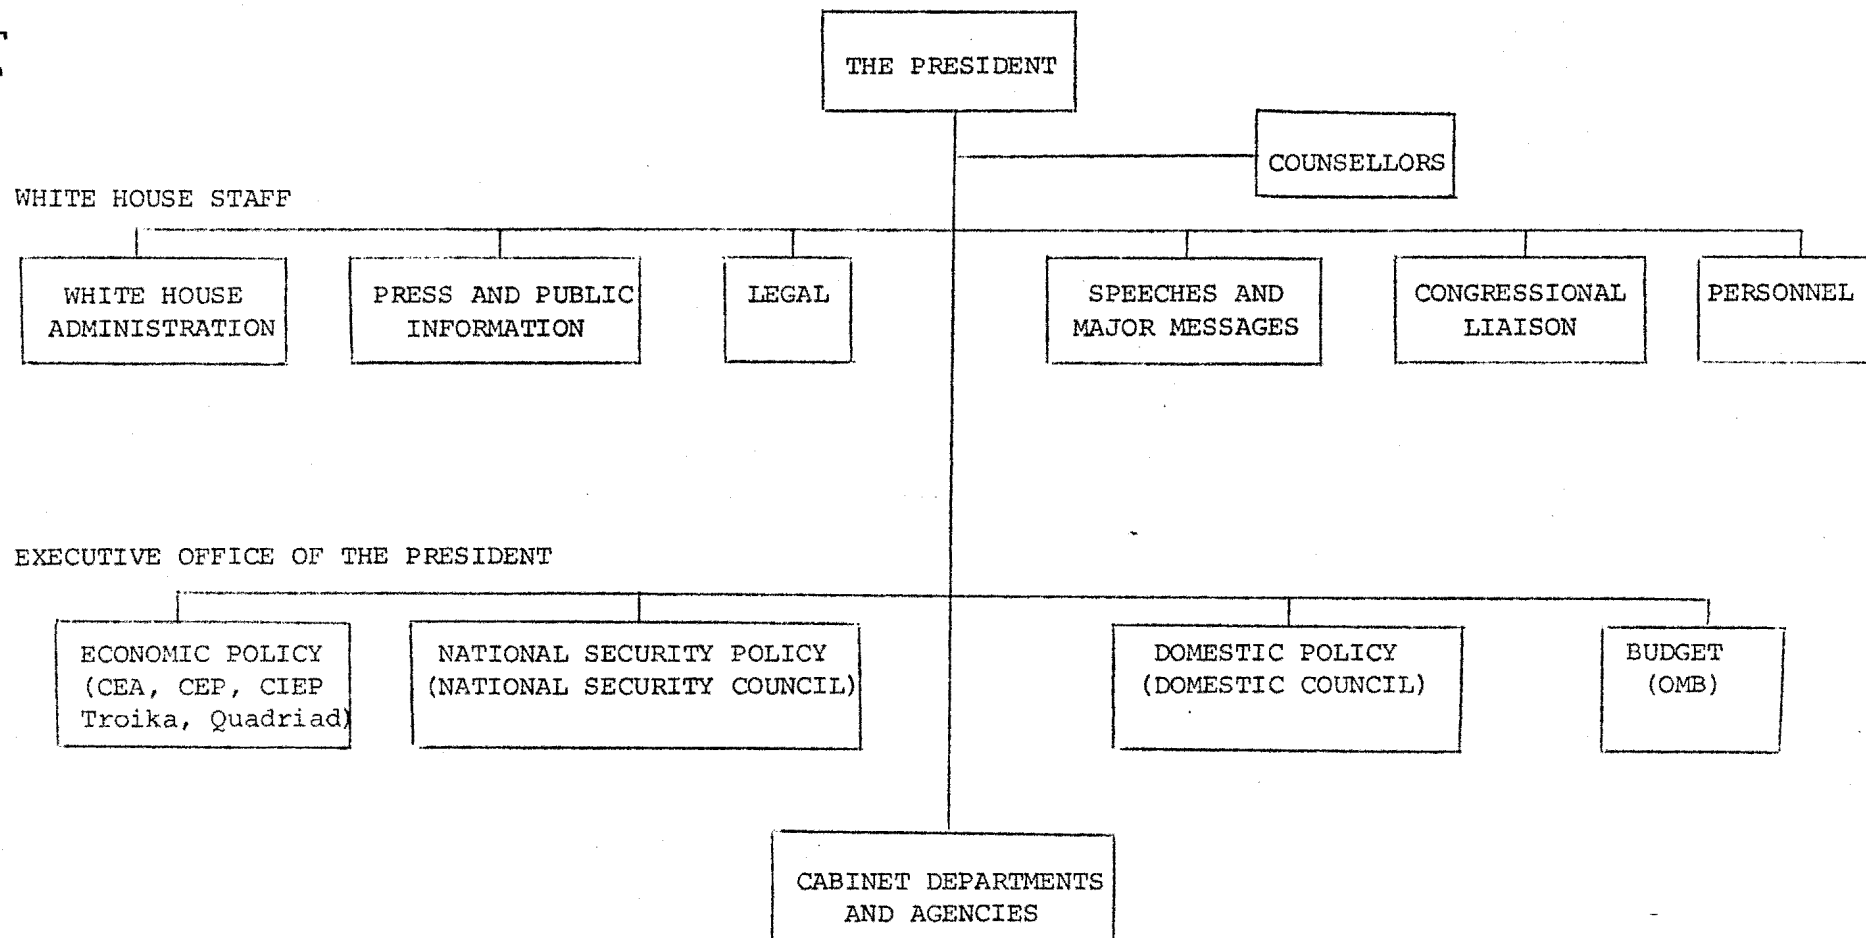 THE PRESIDENT
COUNSELLORS
WHITE HOUSE STAFF
WHITE HOUSE
ADMINISTRATION
PRESS AND PUBLIC
INFORMATION
LEGAL
SPEECHES AND
MAJOR MESSAGES
CONGRESSIONAL
LIAISON
PERSONNEL
EXECUTIVE OFFICE OF THE PRESIDENT
ECONOMIC POLICY
(CEA, CEP, CIEP
Troika, Quadriad)
NATIONAL SECURITY POLICY
(NATIONAL SECURITY COUNCIL)
DOMESTIC POLICY
(DOMESTIC COUNCIL)
BUDGET
(OMB)
CABINET DEPARTMENTS
AND AGENCIES